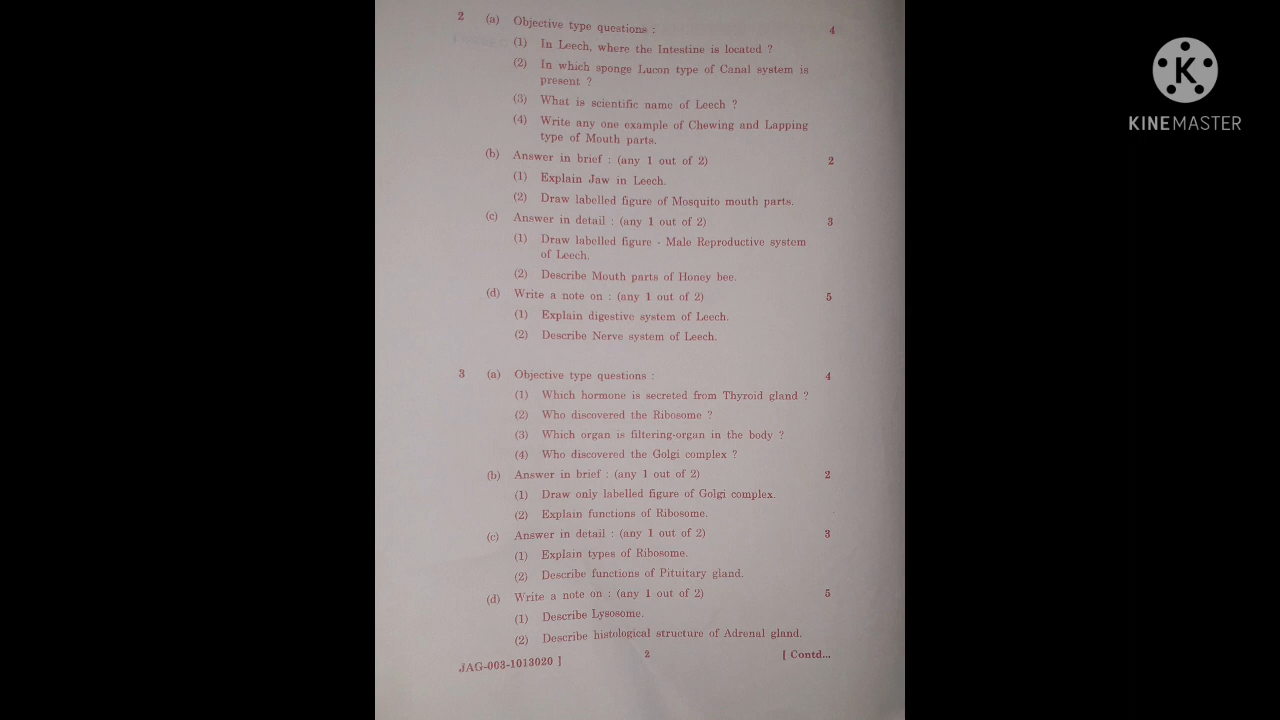 2 (a) Objective type questions : 4
(1) In Leech, where the Intestine is located ?
(2) In which sponge Lucon type of Canal system is
present ?
(3) What is scientific name of Leech ?
(4) Write any one example of Chewing and Lapping
type of Mouth parts.
(b) Answer in brief : (any 1 out of 2) 2
(1) Explain Jaw in Leech.
(2) Draw labelled figure of Mosquito mouth parts.
(c) Answer in detail : (any 1 out of 2) 3
(1) Draw labelled figure - Male Reproductive system
of Leech.
(2) Describe Mouth parts of Honey bee.
(d) Write a note on : (any 1 out of 2) 5
(1) Explain digestive system of Leech.
(2) Describe Nerve system of Leech.
3 (a) Objective type questions : 4
(1) Which hormone is secreted from Thyroid gland ?
(2) Who discovered the Ribosome ?
(3) Which organ is filtering-organ in the body ?
(4) Who discovered the Golgi complex ?
(b) Answer in brief : (any 1 out of 2) 2
(1) Draw only labelled figure of Golgi complex.
(2) Explain functions of Ribosome.
(c) Answer in detail : (any 1 out of 2) 3
(1) Explain types of Ribosome.
(2) Describe functions of Pituitary gland.
(d) Write a note on : (any 1 out of 2) 5
(1) Describe Lysosome.
(2) Describe histological structure of Adrenal gland.
JAG-003-1013020 ] 2 [ Contd...
K
KINEMASTER